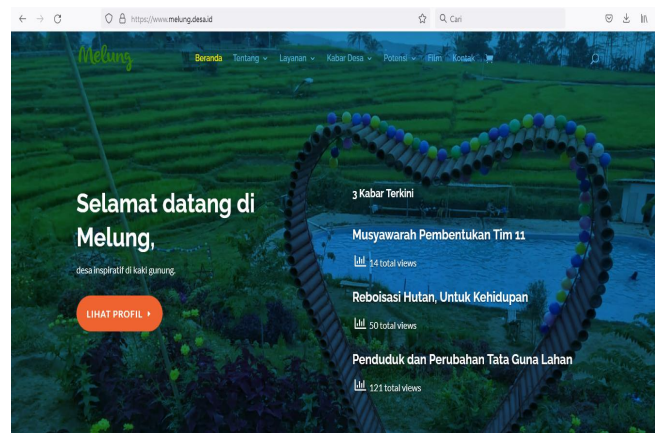 https://www.melung.desa.id
Cari
Melung
Beranda Tentang Layanan Kabar Desa Potensi Film Kontak
Selamat datang di
Melung,
desa inspiratif di kaki gunung.
LIHAT PROFIL
3 Kabar Terkini
Musyawarah Pembentukan Tim 11
14 total views
Reboisasi Hutan, Untuk Kehidupan
50 total views
Penduduk dan Perubahan Tata Guna Lahan
121 total views